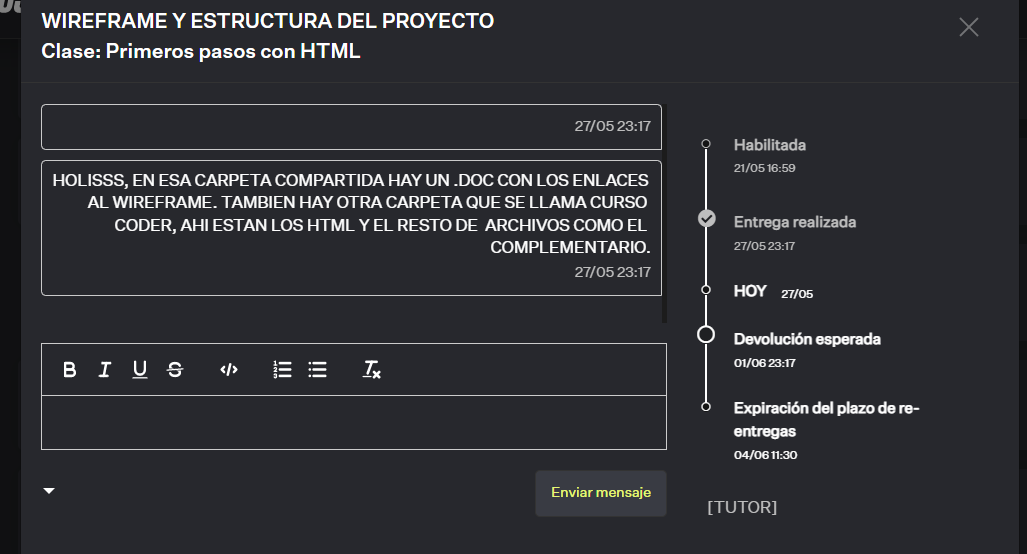 WIREFRAME Y ESTRUCTURA DEL PROYECTO
Clase: Primeros pasos con HTML
27/05 23:17
HOLISSS, EN ESA CARPETA COMPARTIDA HAY UN .DOC CON LOS ENLACES
AL WIREFRAME. TAMBIEN HAY OTRA CARPETA QUE SE LLAMA CURSO
CODER, AHI ESTAN LOS HTML Y EL RESTO DE ARCHIVOS COMO EL
COMPLEMENTARIO.
27/05 23:17
B I U S </>
Enviar mensaje
Habilitada
21/05 16:59
Entrega realizada
27/05 23:17
HOY 27/05
Devolución esperada
01/06 23:17
Expiración del plazo de re-
entregas
04/06 11:30
[TUTOR]